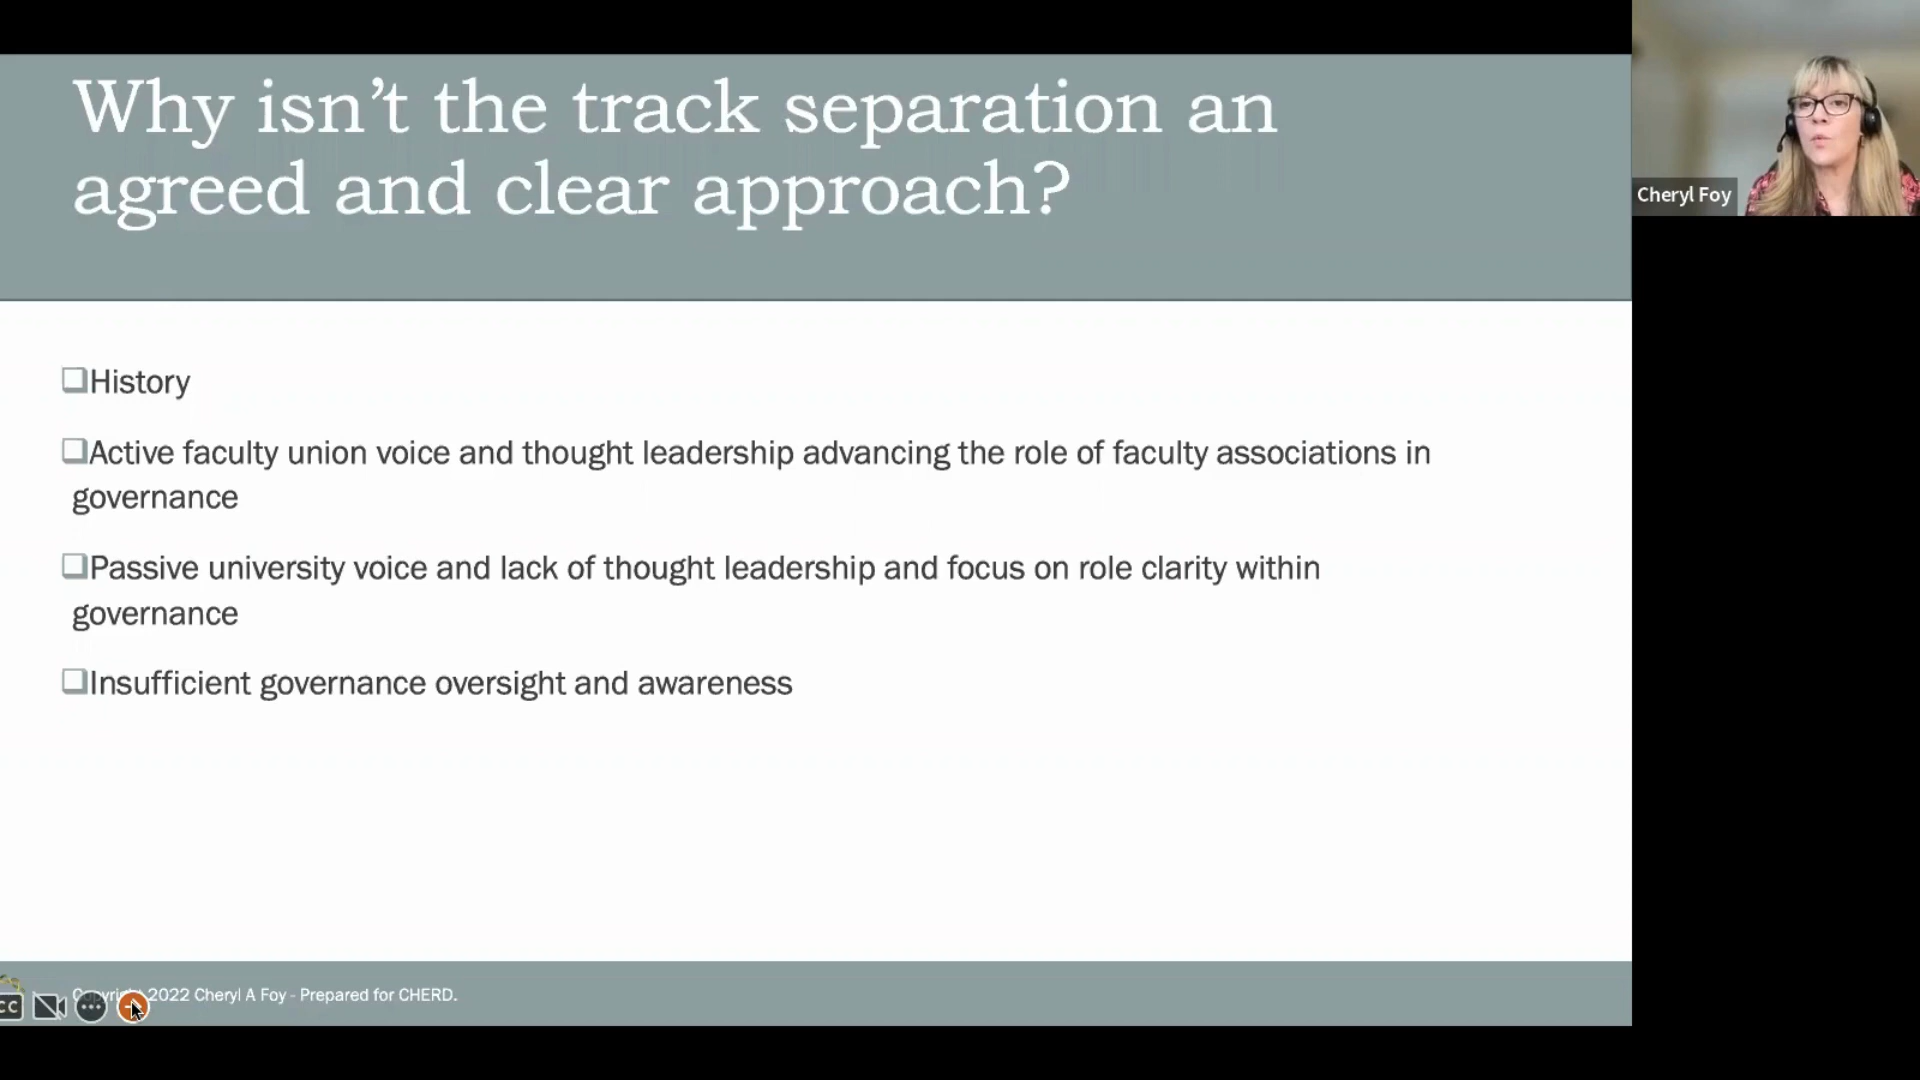 Why isn’t the track separation an
agreed and clear approach?
Cheryl Foy
History
Active faculty union voice and thought leadership advancing the role of faculty associations in
governance
Passive university voice and lack of thought leadership and focus on role clarity within
governance
Insufficient governance oversight and awareness
Copyright 2022 Cheryl A Foy - Prepared for CHERD.
CC